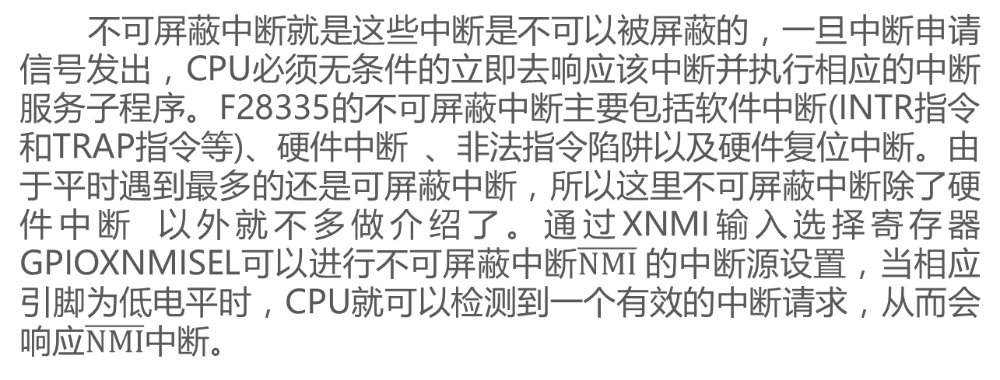 不可屏蔽中断就是这些中断是不可以被屏蔽的，一旦中断申请
信号发出，CPU必须无条件的立即去响应该中断并执行相应的中断
服务子程序。F28335的不可屏蔽中断主要包括软件中断(INTR指令
和TRAP指令等)、硬件中断 、非法指令陷阱以及硬件复位中断。由
于平时遇到最多的还是可屏蔽中断，所以这里不可屏蔽中断除了硬
件中断 以外就不多做介绍了。通过XNMI输入选择寄存器
GPIOXNMISEL可以进行不可屏蔽中断N̅M̅I̅ 的中断源设置，当相应
引脚为低电平时，CPU就可以检测到一个有效的中断请求，从而会
响应N̅M̅I̅中断。